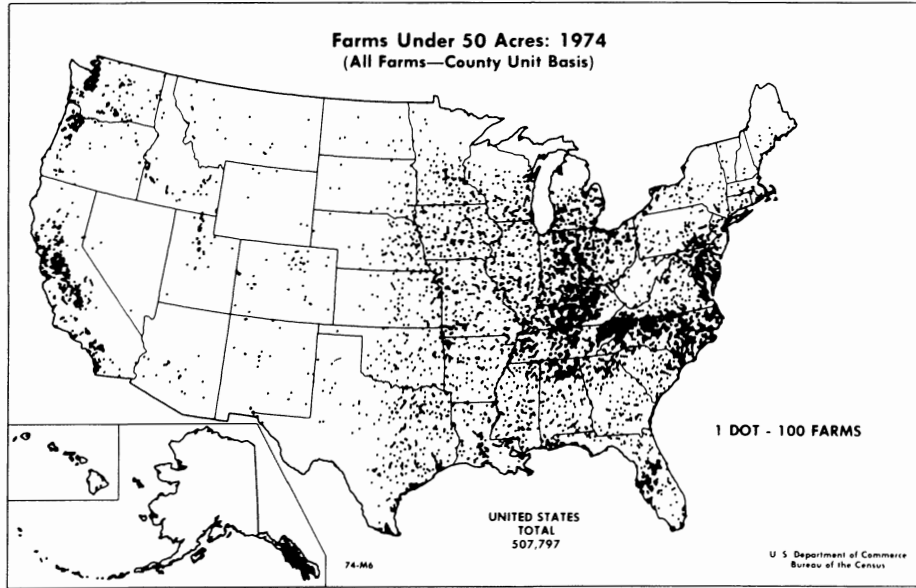 Farms Under 50 Acres: 1974
(All Farms—County Unit Basis)
1 DOT - 100 FARMS
UNITED STATES
TOTAL
507,797
74-M6
U S Department of Commerce
Bureau of the Census